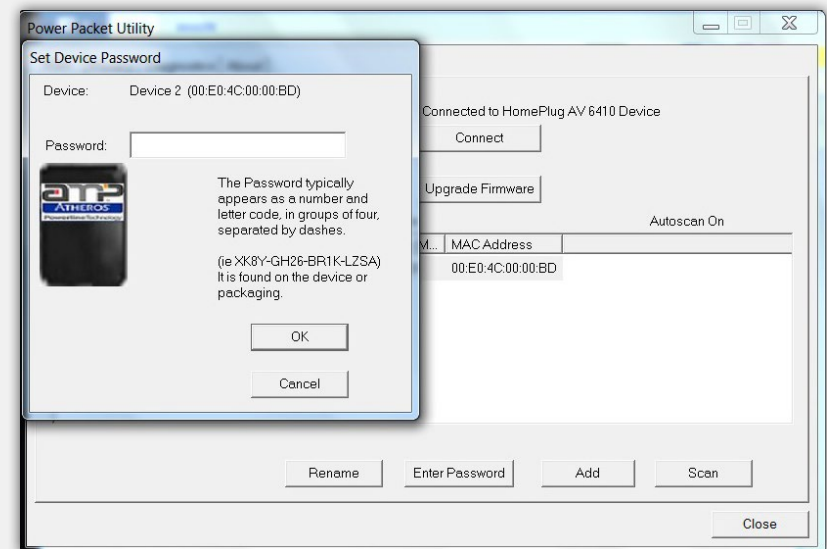 Power Packet Utility
Set Device Password
Device: Device 2 (00:E0:4C:00:00:BD)
Password:
ATHEROS
The Password typically
appears as a number and
letter code, in groups of four,
separated by dashes.
(ie XK8Y-GH26-BR1K-LZSA)
It is found on the device or
packaging.
OK
Cancel
Connected to HomePlug AV 6410 Device
Connect
Upgrade Firmware
Autoscan On
M... MAC Address
00:E0:4C:00:00:BD
Rename Enter Password Add Scan
Close